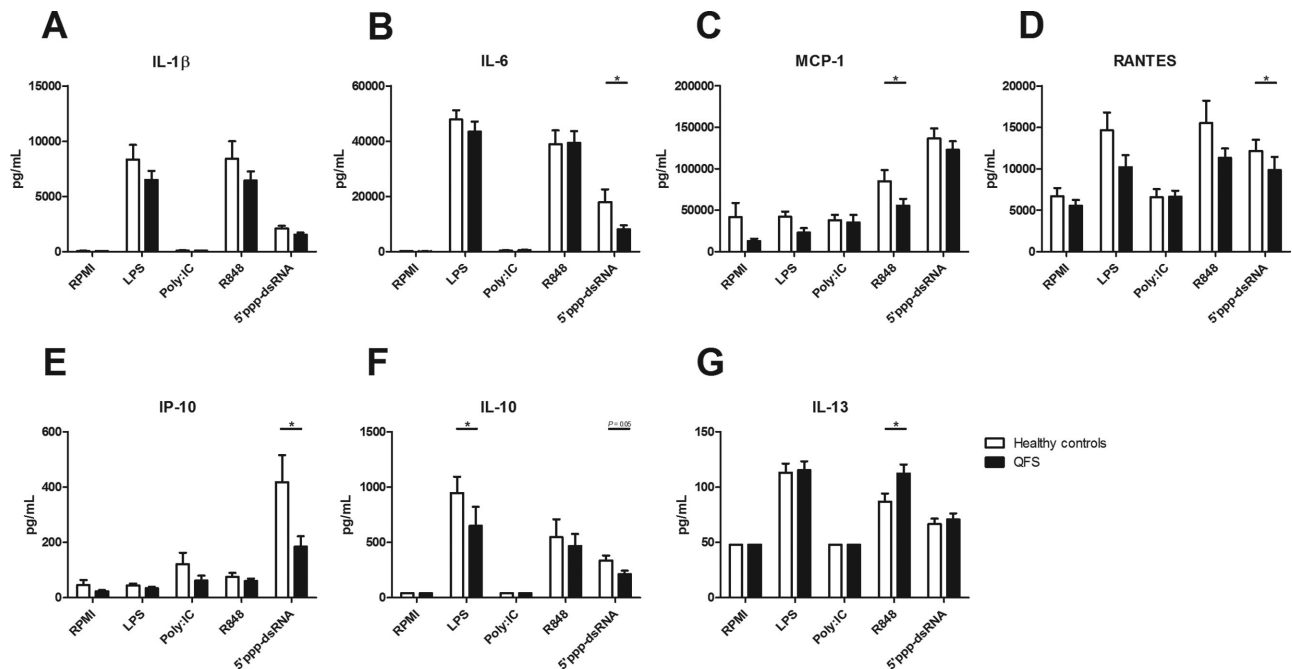 A
IL-1β
15000
10000
5000
0
pg/mL
RPMI
LPS
Poly:IC
R848
5'ppp-dsRNA
B
IL-6
*
60000
40000
20000
0
pg/mL
RPMI
LPS
Poly:IC
R848
5'ppp-dsRNA
C
MCP-1
*
200000
150000
100000
50000
0
pg/mL
RPMI
LPS
Poly:IC
R848
5'ppp-dsRNA
D
RANTES
*
20000
15000
10000
5000
0
pg/mL
RPMI
LPS
Poly:IC
R848
5'ppp-dsRNA
E
IP-10
*
600
400
200
0
pg/mL
RPMI
LPS
Poly:IC
R848
5'ppp-dsRNA
F
IL-10
*
P = 0.05
1500
1000
500
0
pg/mL
RPMI
LPS
Poly:IC
R848
5'ppp-dsRNA
G
IL-13
*
150
100
50
0
pg/mL
RPMI
LPS
Poly:IC
R848
5'ppp-dsRNA
Healthy controls
QFS